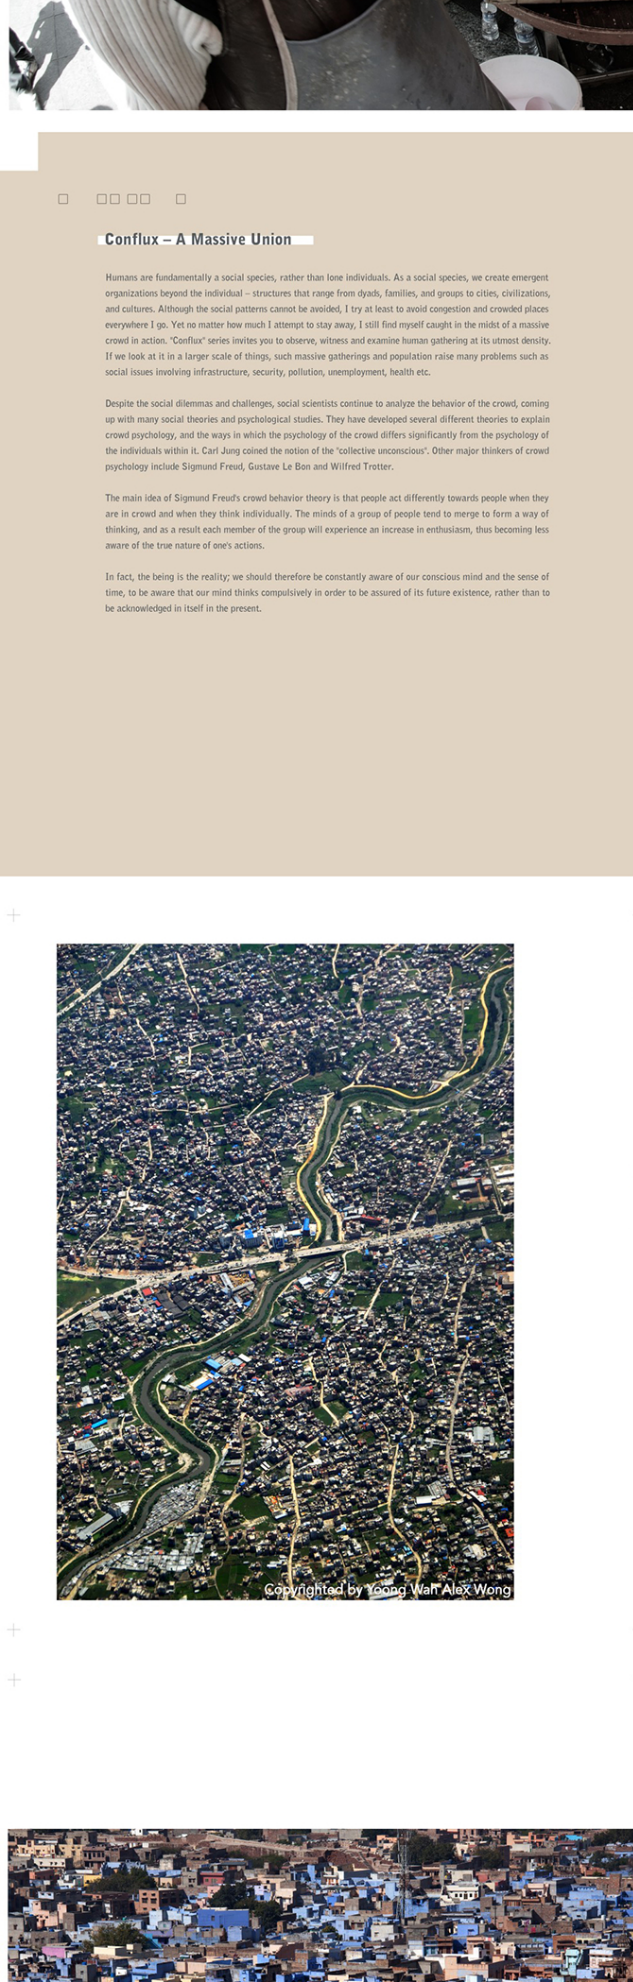 Conflux – A Massive Union
Humans are fundamentally a social species, rather than lone individuals. As a social species, we create emergent
organizations beyond the individual – structures that range from dyads, families, and groups to cities, civilizations,
and cultures. Although the social patterns cannot be avoided, I try at least to avoid congestion and crowded places
everywhere I go. Yet no matter how much I attempt to stay away, I still find myself caught in the midst of a massive
crowd in action. "Conflux" series invites you to observe, witness and examine human gathering at its utmost density.
If we look at it in a larger scale of things, such massive gatherings and population raise many problems such as
social issues involving infrastructure, security, pollution, unemployment, health etc.
Despite the social dilemmas and challenges, social scientists continue to analyze the behavior of the crowd, coming
up with many social theories and psychological studies. They have developed several different theories to explain
crowd psychology, and the ways in which the psychology of the crowd differs significantly from the psychology of
the individuals within it. Carl Jung coined the notion of the "collective unconscious". Other major thinkers of crowd
psychology include Sigmund Freud, Gustave Le Bon and Wilfred Trotter.
The main idea of Sigmund Freud's crowd behavior theory is that people act differently towards people when they
are in crowd and when they think individually. The minds of a group of people tend to merge to form a way of
thinking, and as a result each member of the group will experience an increase in enthusiasm, thus becoming less
aware of the true nature of one's actions.
In fact, the being is the reality; we should therefore be constantly aware of our conscious mind and the sense of
time, to be aware that our mind thinks compulsively in order to be assured of its future existence, rather than to
be acknowledged in itself in the present.
Copyrighted by Yoong Wah Alex Wong